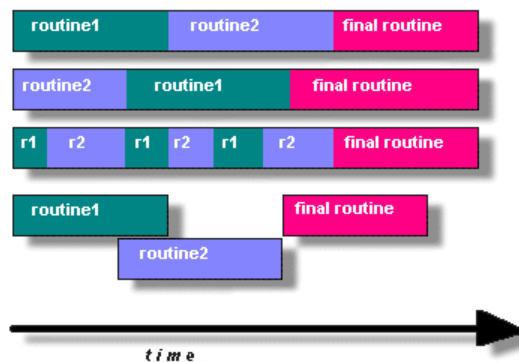 routine1 routine2 final routine
routine2 routine1 final routine
r1 r2 r1 r2 r1 r2 final routine
routine1 final routine
routine2
time